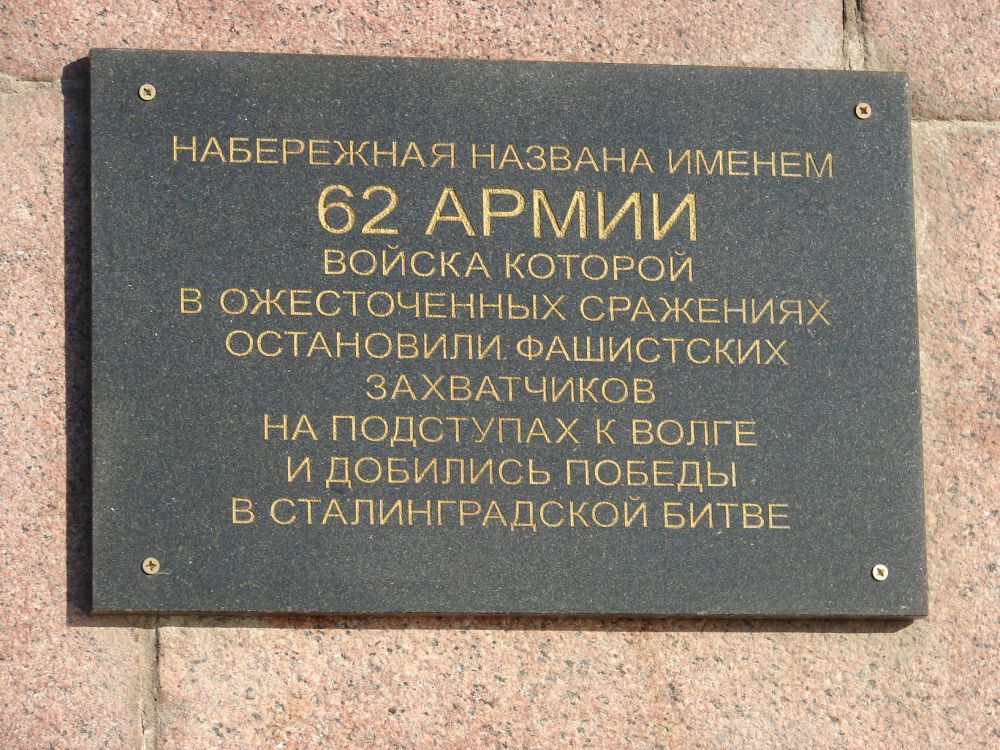 НАБЕРЕЖНАЯ НАЗВАНА ИМЕНЕМ
62 АРМИИ
ВОЙСКА КОТОРОЙ
В ОЖЕСТОЧЕННЫХ СРАЖЕНИЯХ
ОСТАНОВИЛИ ФАШИСТСКИХ
ЗАХВАТЧИКОВ
НА ПОДСТУПАХ К ВОЛГЕ
И ДОБИЛИСЬ ПОБЕДЫ
В СТАЛИНГРАДСКОЙ БИТВЕ